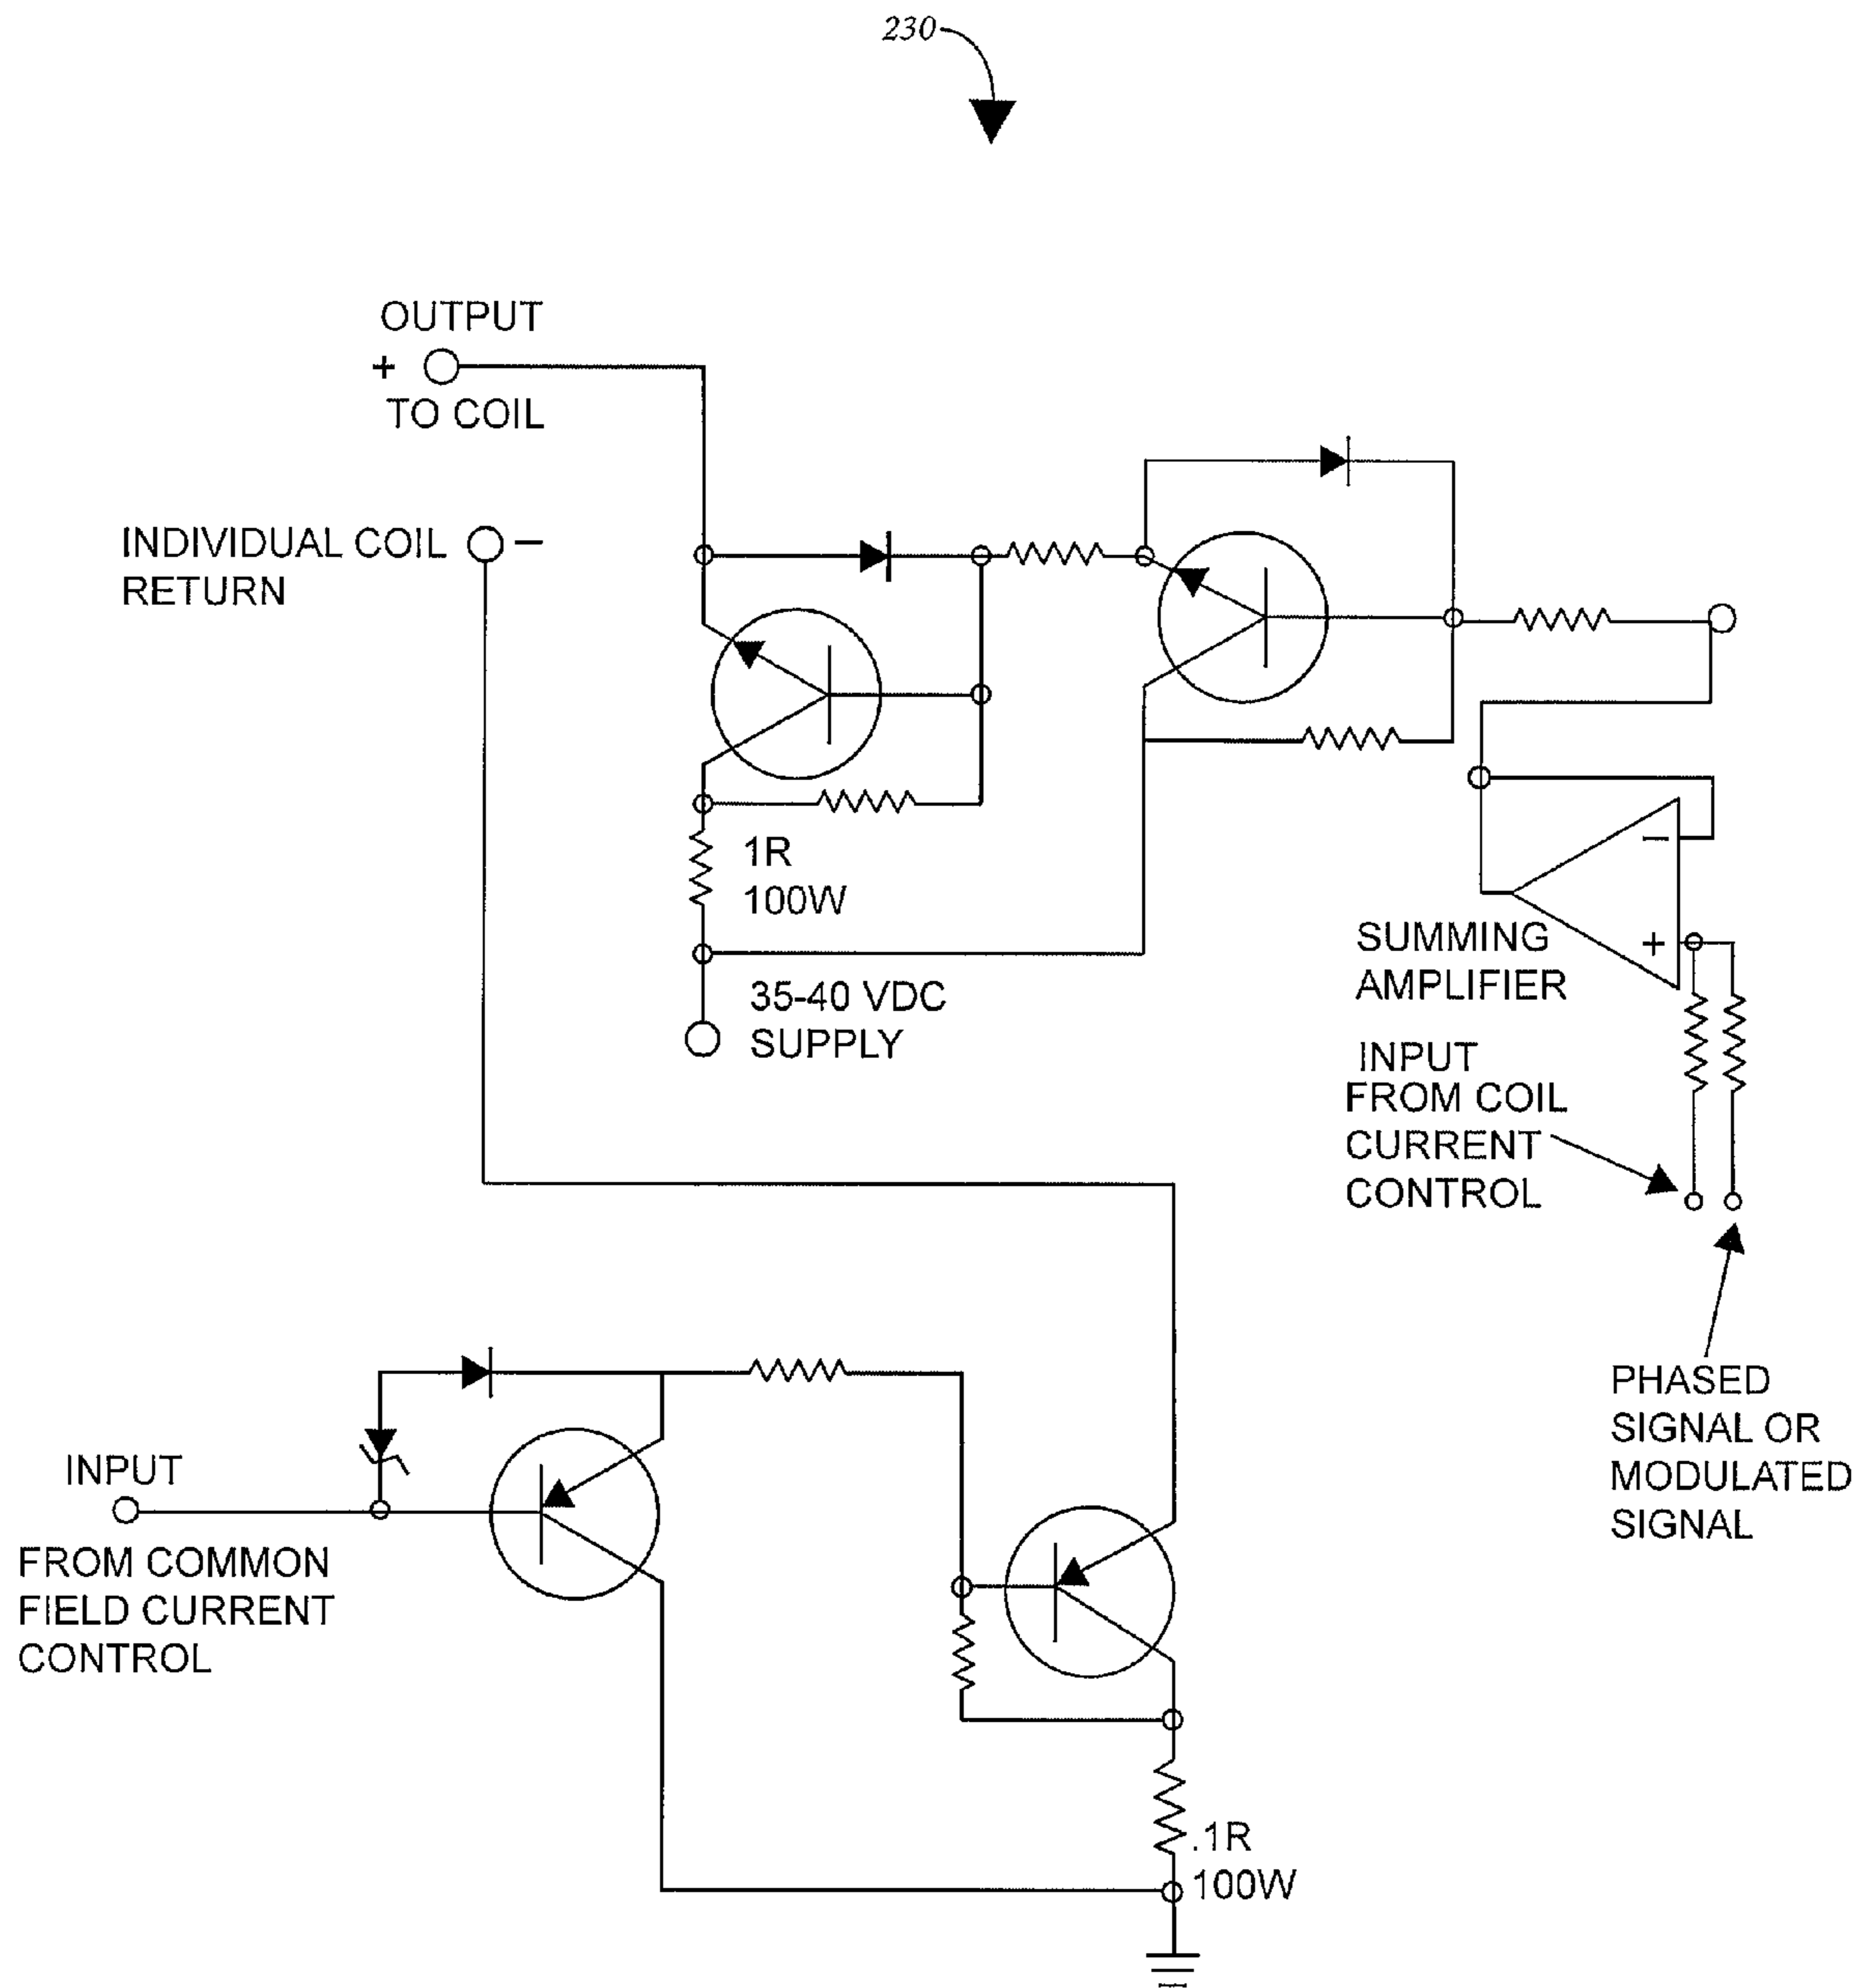 230
OUTPUT
+
TO COIL
INDIVIDUAL COIL
RETURN
−
1R
100W
35-40 VDC
SUPPLY
−
+
SUMMING
AMPLIFIER
INPUT
FROM COIL
CURRENT
CONTROL
PHASED
SIGNAL OR
MODULATED
SIGNAL
INPUT
FROM COMMON
FIELD CURRENT
CONTROL
.1R
100W